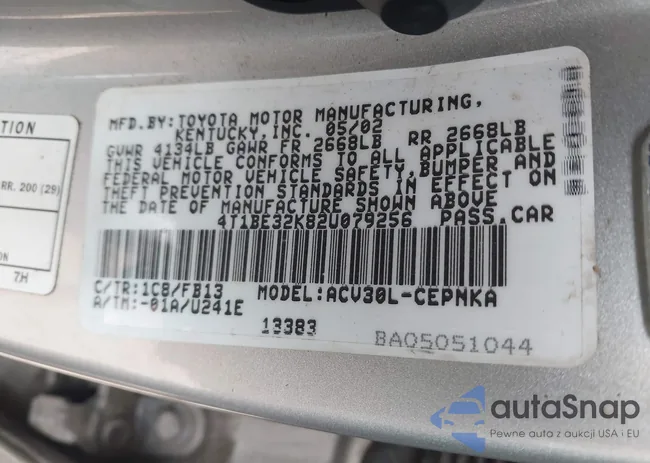 TION
RR. 200 (29)
7H
MFD.BY:TOYOTA MOTOR MANUFACTURING,
KENTUCKY,INC. 05/02
GVWR 4134LB GAWR FR 2668LB RR 2668LB
THIS VEHICLE CONFORMS TO ALL APPLICABLE
FEDERAL MOTOR VEHICLE SAFETY,BUMPER AND
THEFT PREVENTION STANDARDS IN EFFECT ON
THE DATE OF MANUFACTURE SHOWN ABOVE
4T1BE32K82U079256 PASS.CAR
C/TR:1C8/FB13 MODEL:ACV30L-CEPNKA
A/TM:-01A/U241E
13383
BA05051044
autaSnap
Pewne auta z aukcji USA i EU